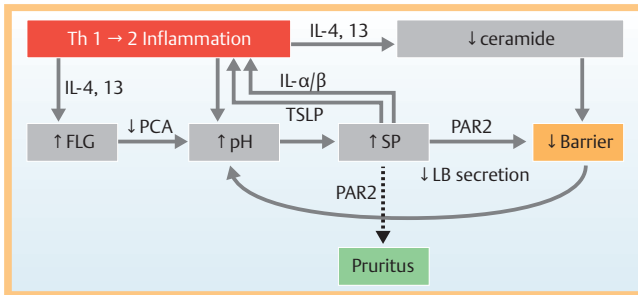 Th 1 → 2 Inflammation
IL-4, 13
↓ ceramide
IL-4, 13
IL-α/β
TSLP
↑ FLG
↓ PCA
↑ pH
↑ SP
PAR2
↓ Barrier
↓ LB secretion
PAR2
Pruritus